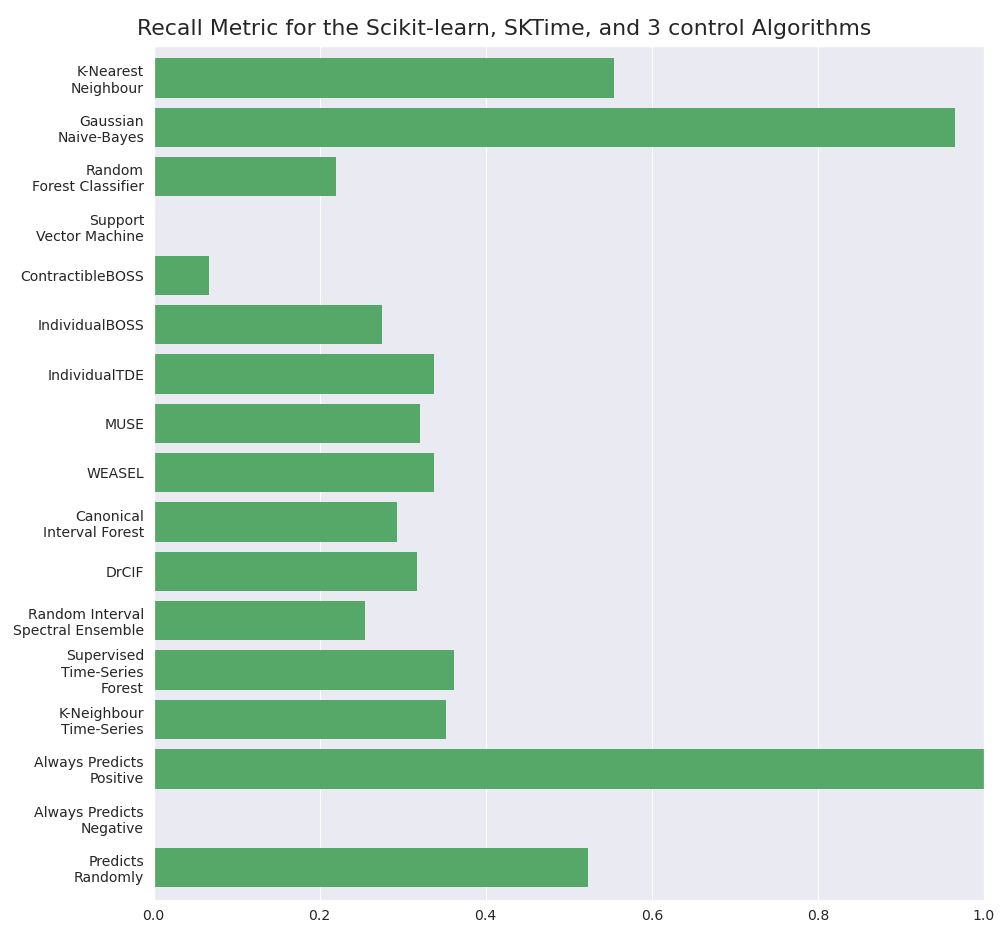 Recall Metric for the Scikit-learn, SKTime, and 3 control Algorithms
K-Nearest
Neighbour
Gaussian
Naive-Bayes
Random
Forest Classifier
Support
Vector Machine
ContractibleBOSS
IndividualBOSS
IndividualTDE
MUSE
WEASEL
Canonical
Interval Forest
DrCIF
Random Interval
Spectral Ensemble
Supervised
Time-Series
Forest
K-Neighbour
Time-Series
Always Predicts
Positive
Always Predicts
Negative
Predicts
Randomly
0.0 0.2 0.4 0.6 0.8 1.0